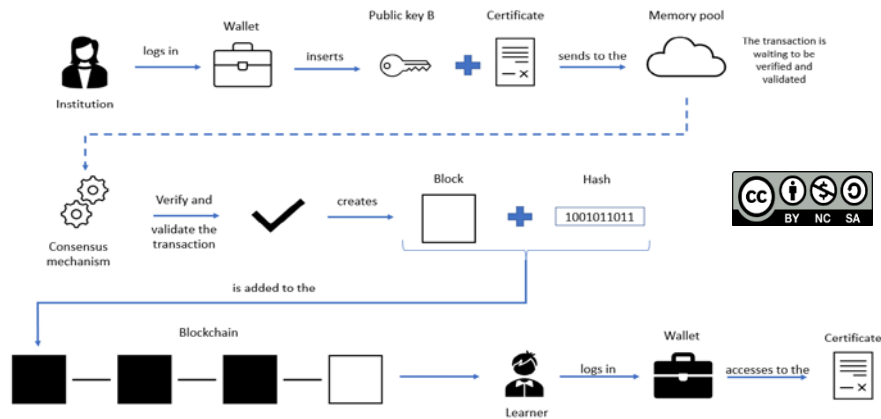 Wallet
Public key B
Certificate
Memory pool
logs in
inserts
sends to the
The transaction is
waiting to be
verified and
validated
Institution
Block
Hash
Verify and
validate the
transaction
creates
1001011011
Consensus
mechanism
cc
BY NC SA
is added to the
Blockchain
Wallet
Certificate
logs in
accesses to the
Learner